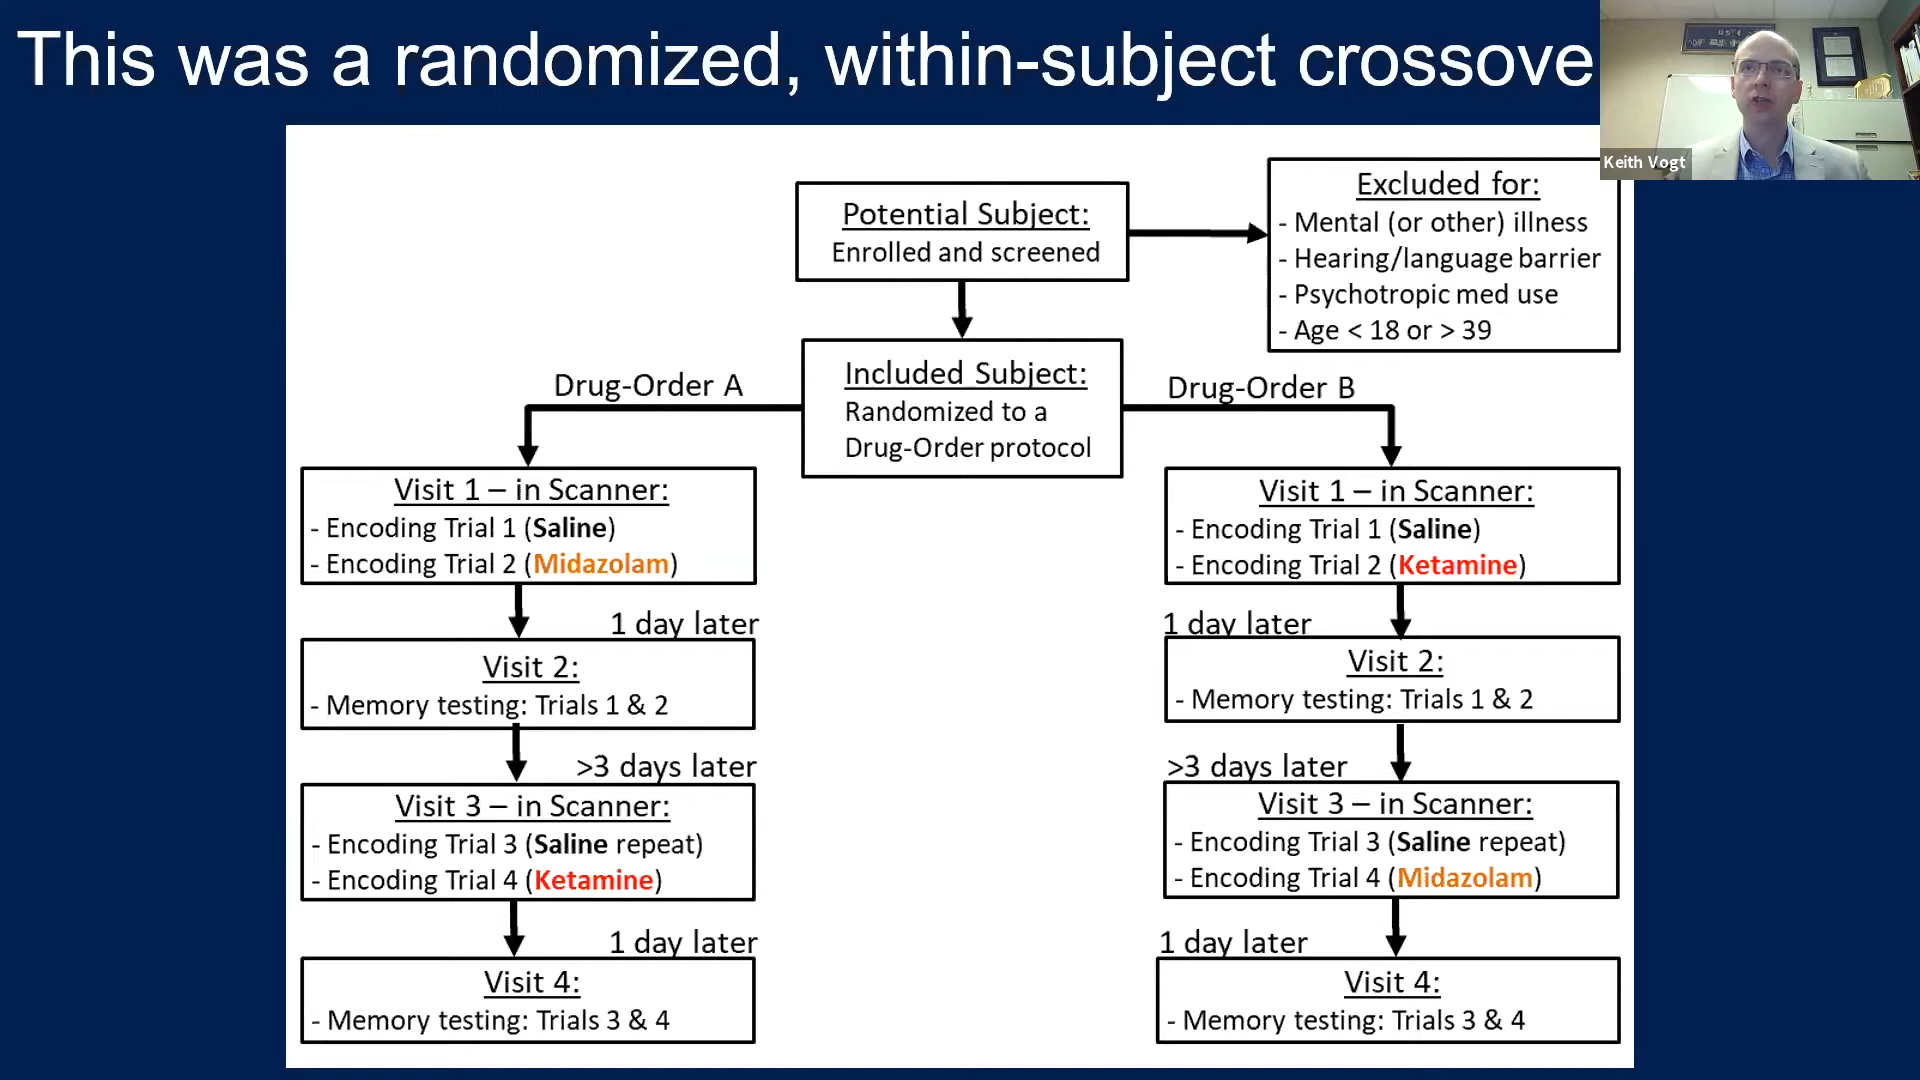 This was a randomized, within-subject crossove
Keith Vogt
Potential Subject:
Enrolled and screened
Excluded for:
- Mental (or other) illness
- Hearing/language barrier
- Psychotropic med use
- Age < 18 or > 39
Included Subject:
Randomized to a
Drug-Order protocol
Drug-Order A
Visit 1 – in Scanner:
- Encoding Trial 1 (Saline)
- Encoding Trial 2 (Midazolam)
1 day later
Visit 2:
- Memory testing: Trials 1 & 2
>3 days later
Visit 3 – in Scanner:
- Encoding Trial 3 (Saline repeat)
- Encoding Trial 4 (Ketamine)
1 day later
Visit 4:
- Memory testing: Trials 3 & 4
Drug-Order B
Visit 1 – in Scanner:
- Encoding Trial 1 (Saline)
- Encoding Trial 2 (Ketamine)
1 day later
Visit 2:
- Memory testing: Trials 1 & 2
>3 days later
Visit 3 – in Scanner:
- Encoding Trial 3 (Saline repeat)
- Encoding Trial 4 (Midazolam)
1 day later
Visit 4:
- Memory testing: Trials 3 & 4